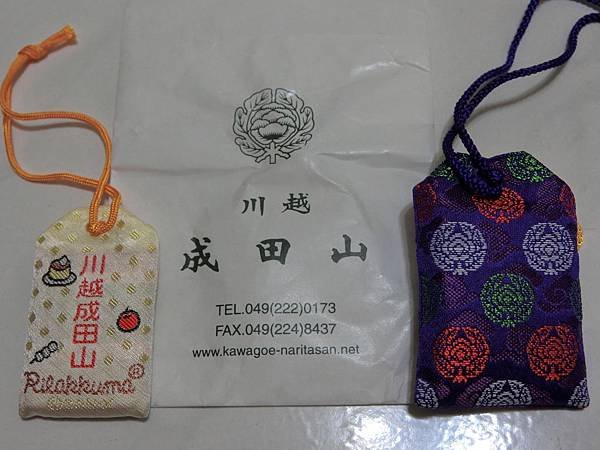 川越
成田山
TEL.049(222)0173
FAX.049(224)8437
www.kawagoe-naritasan.net
川越成田山
Rilakkuma®